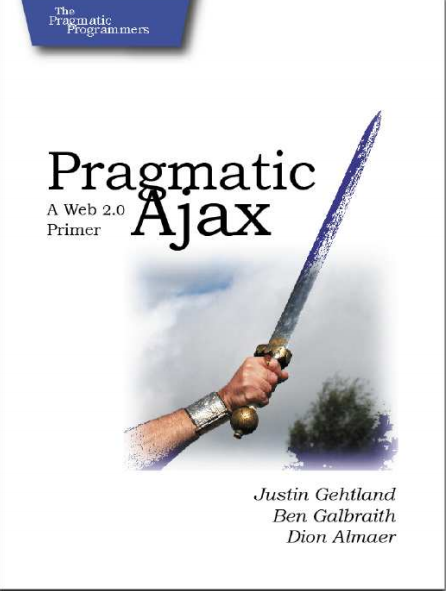 The
Pragmatic
Programmers
Pragmatic
Ajax
A Web 2.0
Primer
Justin Gehtland
Ben Galbraith
Dion Almaer